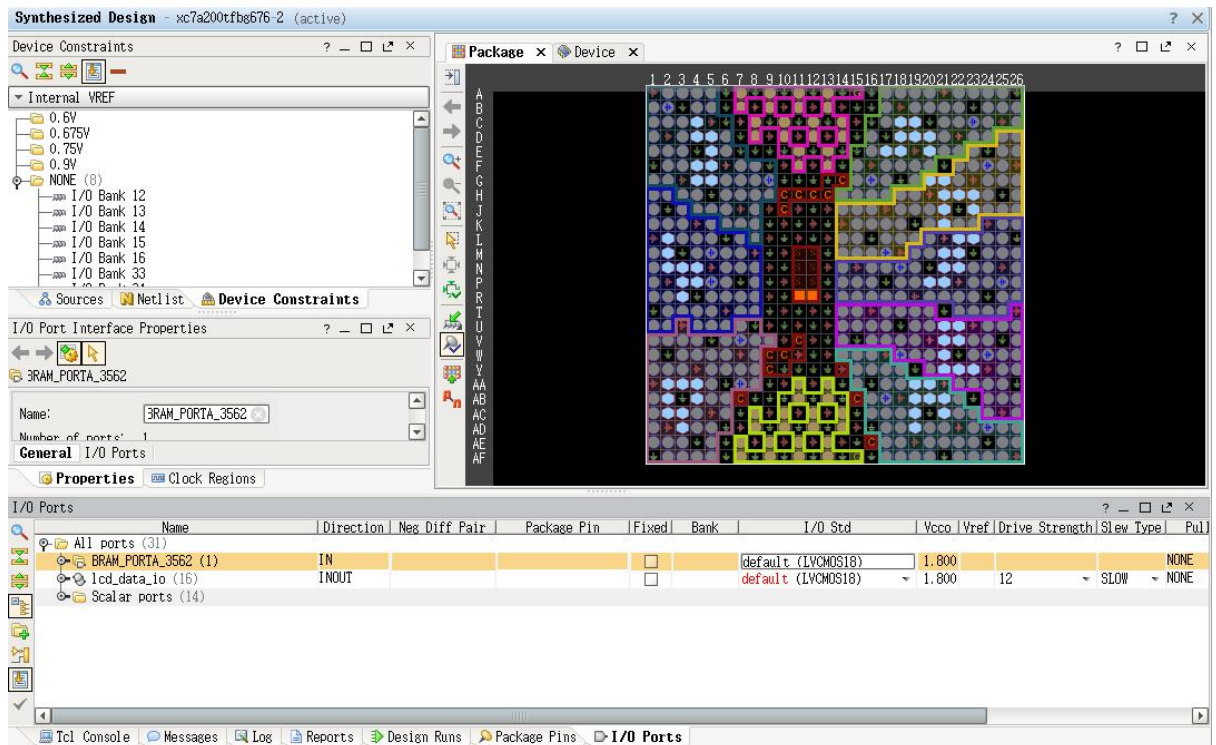 Synthesized Design - xc7a200tfbg676-2 (active)
Device Constraints
Internal VREF
0.6V
0.675V
0.75V
0.9V
NONE (8)
I/O Bank 12
I/O Bank 13
I/O Bank 14
I/O Bank 15
I/O Bank 16
I/O Bank 33
Sources Netlist Device Constraints
I/O Port Interface Properties
BRAM_PORTA_3562
Name: BRAM_PORTA_3562
Number of ports: 1
General I/O Ports
Properties Clock Regions
Package Device
1 2 3 4 5 6 7 8 9 10 11 12 13 14 15 16 17 18 19 20 21 22 23 24 25 26
A
B
C
D
E
F
G
H
J
K
L
M
N
P
R
T
U
V
W
Y
AA
AB
AC
AD
AE
AF
I/O Ports
Name Direction Neg Diff Pair Package Pin Fixed Bank I/O Std Vcco Vref Drive Strength Slew Type Pull
All ports (31)
BRAM_PORTA_3562 (1) IN default (LVCMOS18) 1.800 NONE
lcd_data_io (16) INOUT default (LVCMOS18) 1.800 12 SLOW NONE
Scalar ports (14)
Tcl Console Messages Log Reports Design Runs Package Pins I/O Ports